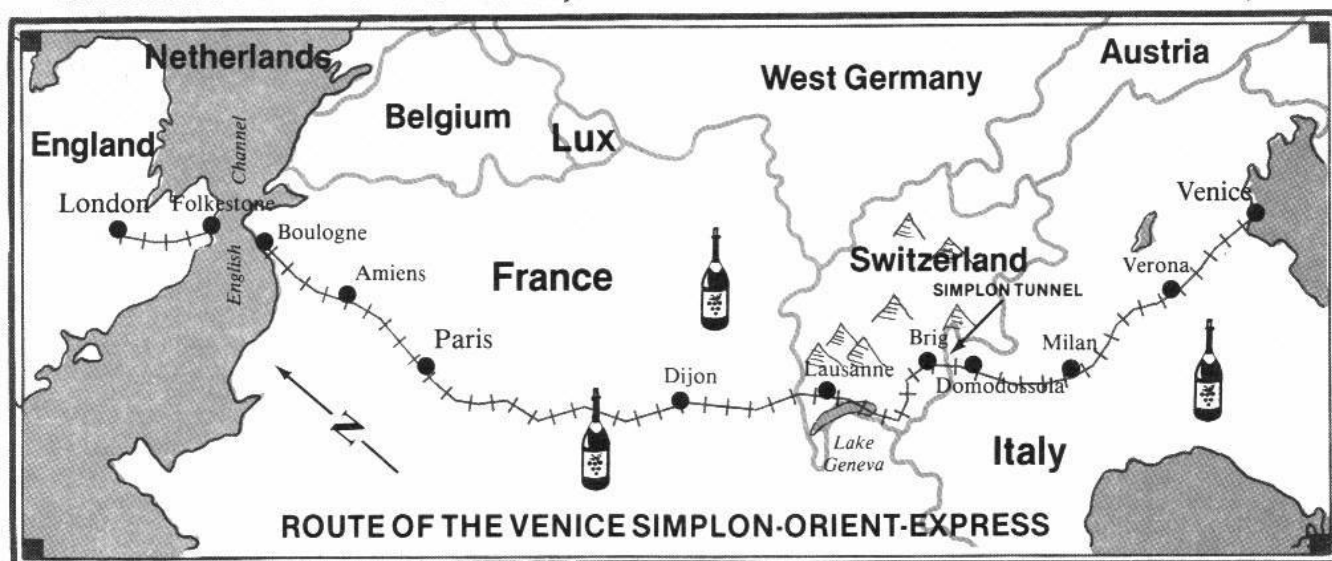 Netherlands
Austria
West Germany
Belgium
Lux
England
English Channel
London
Folkestone
Boulogne
Venice
Amiens
France
Switzerland
SIMPLON TUNNEL
Verona
Paris
Brig
Milan
Dijon
Lausanne
Domodossola
N
Lake
Geneva
Italy
ROUTE OF THE VENICE SIMPLON-ORIENT-EXPRESS